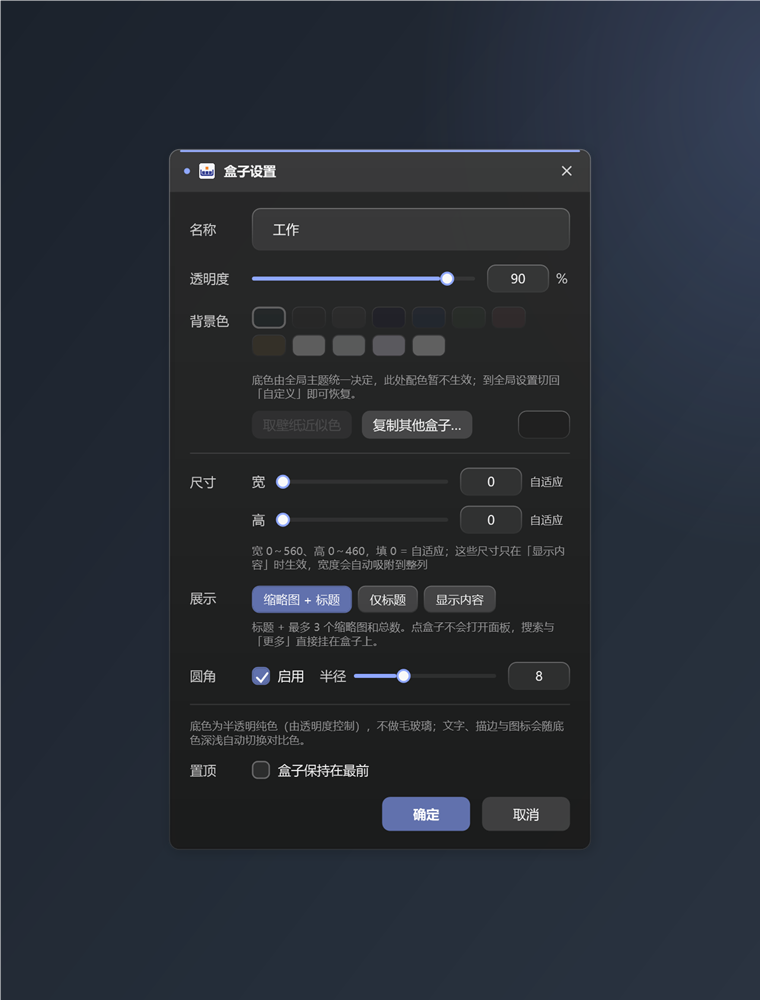 盒子设置
名称
工作
透明度
90
%
背景色
底色由全局主题统一决定，此处配色暂不生效；到全局设置切回
「自定义」即可恢复。
取壁纸近似色
复制其他盒子...
尺寸
宽
0
自适应
高
0
自适应
宽 0~560、高 0~460，填 0 = 自适应；这些尺寸只在「显示内
容」时生效，宽度会自动吸附到整列
展示
缩略图 + 标题
仅标题
显示内容
标题 + 最多 3 个缩略图和总数。点盒子不会打开面板，搜索与
「更多」直接挂在盒子上。
圆角
启用
半径
8
底色为半透明纯色（由透明度控制），不做毛玻璃；文字、描边与图标会随底
色深浅自动切换对比色。
置顶
盒子保持在最前
确定
取消